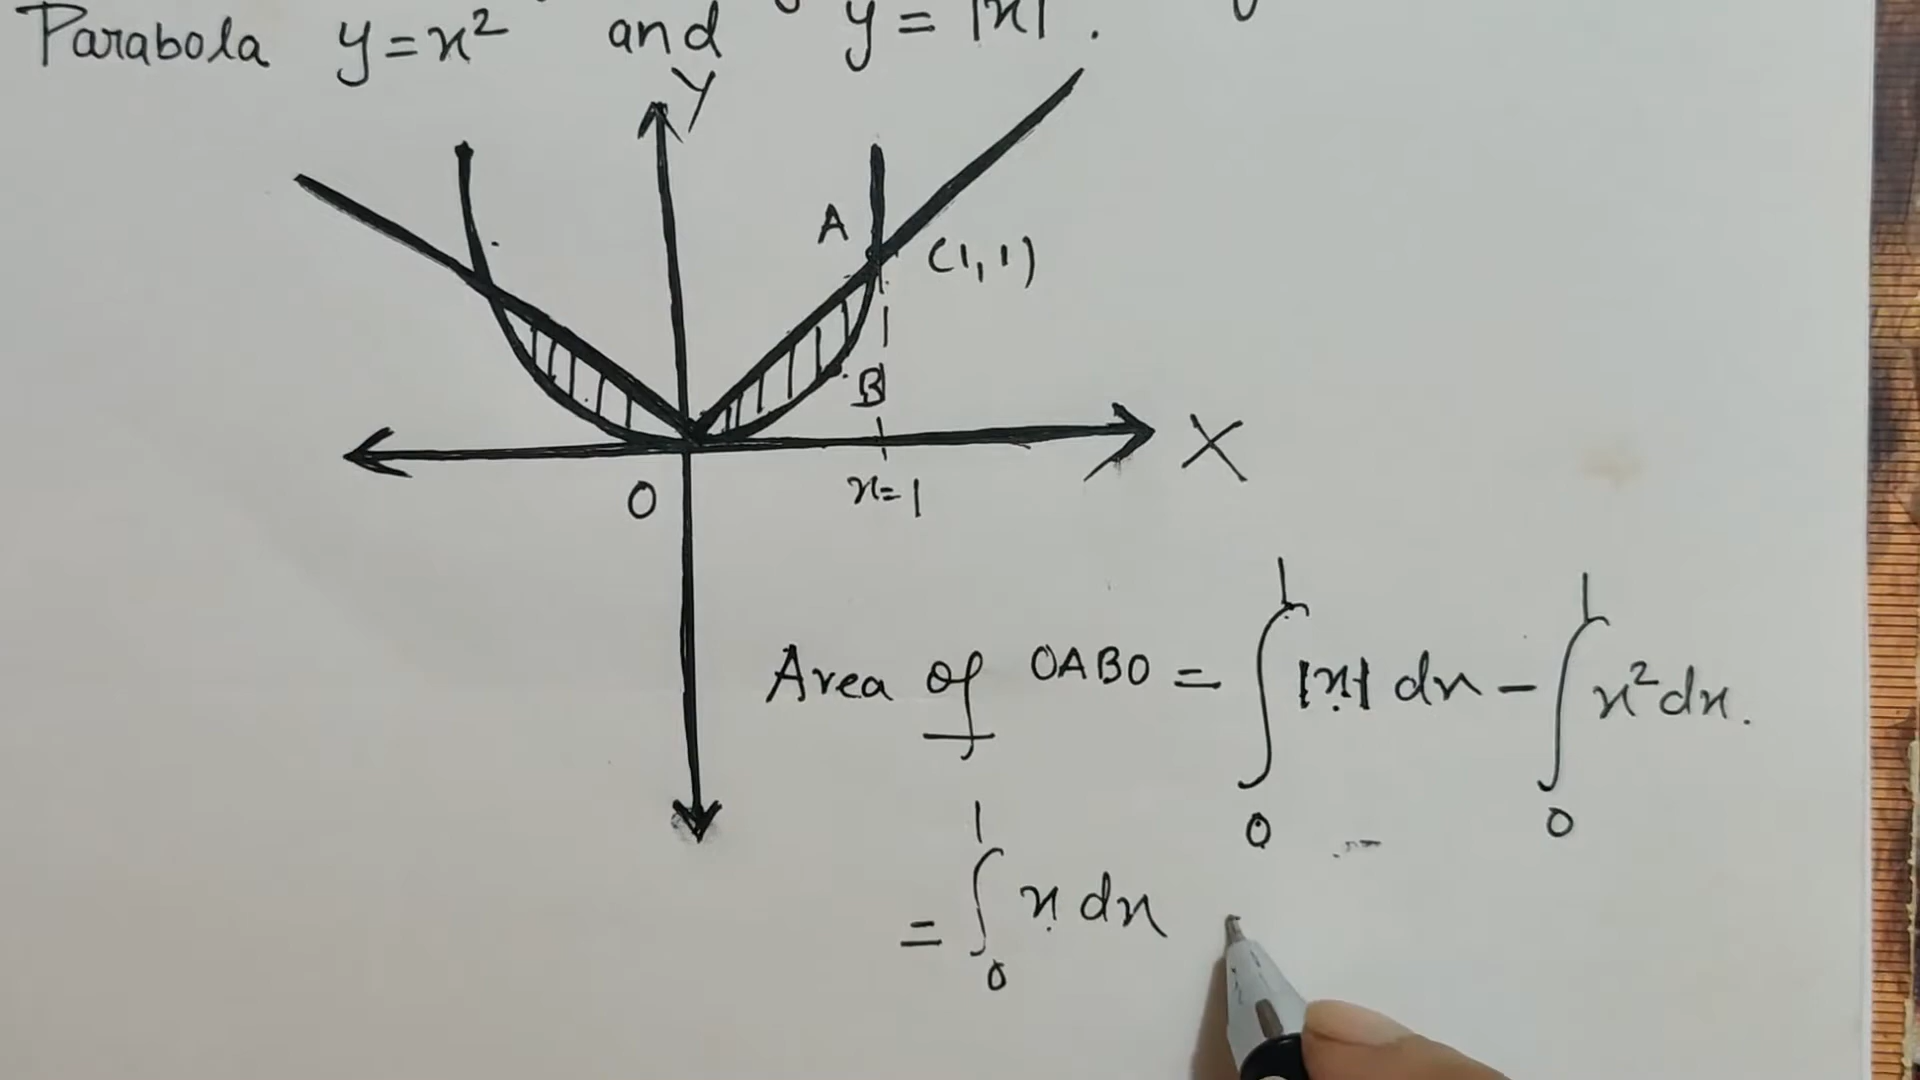 Parabola y=x² and y = |x| .
Y
A
(1,1)
B
X
O
x=1
Area of OABO = ∫₀¹ |x| dx - ∫₀¹ x² dx.
= ∫₀¹ x dx